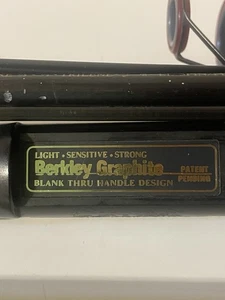 LIGHT • SENSITIVE • STRONG
Berkley Graphite PATENT
BLANK THRU HANDLE DESIGN PENDING